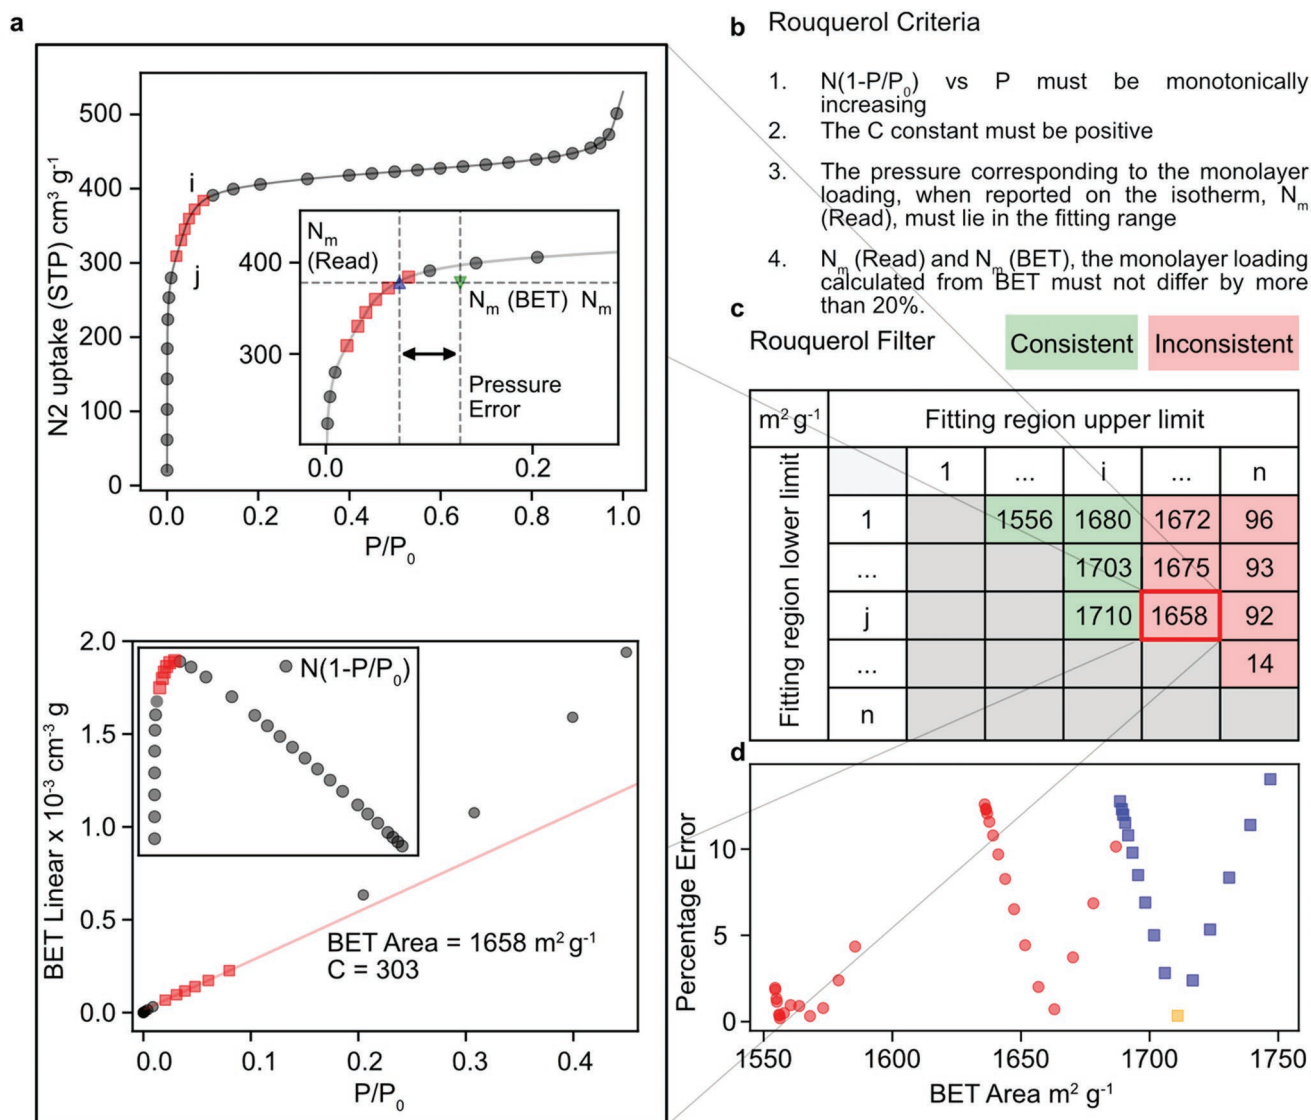 a
500
400
300
200
100
0
N2 uptake (STP) cm³ g⁻¹
i
j
0.0 0.2 0.4 0.6 0.8 1.0
P/P₀
N_m
(Read)
400
300
N_m (BET) N_m
Pressure
Error
0.0 0.2
2.0
1.5
1.0
0.5
0.0
BET Linear x 10⁻³ cm⁻³ g
N(1-P/P₀)
BET Area = 1658 m² g⁻¹
C = 303
0.0 0.1 0.2 0.3 0.4
P/P₀
b Rouquerol Criteria
1. N(1-P/P₀) vs P must be monotonically
increasing
2. The C constant must be positive
3. The pressure corresponding to the monolayer
loading, when reported on the isotherm, N_m
(Read), must lie in the fitting range
4. N_m (Read) and N_m (BET), the monolayer loading
calculated from BET must not differ by more
than 20%.
c
Rouquerol Filter Consistent Inconsistent
m² g⁻¹ Fitting region upper limit
Fitting region lower limit
1 ... i ... n
1 1556 1680 1672 96
... 1703 1675 93
j 1710 1658 92
... 14
n
d
10
5
0
Percentage Error
1550 1600 1650 1700 1750
BET Area m² g⁻¹